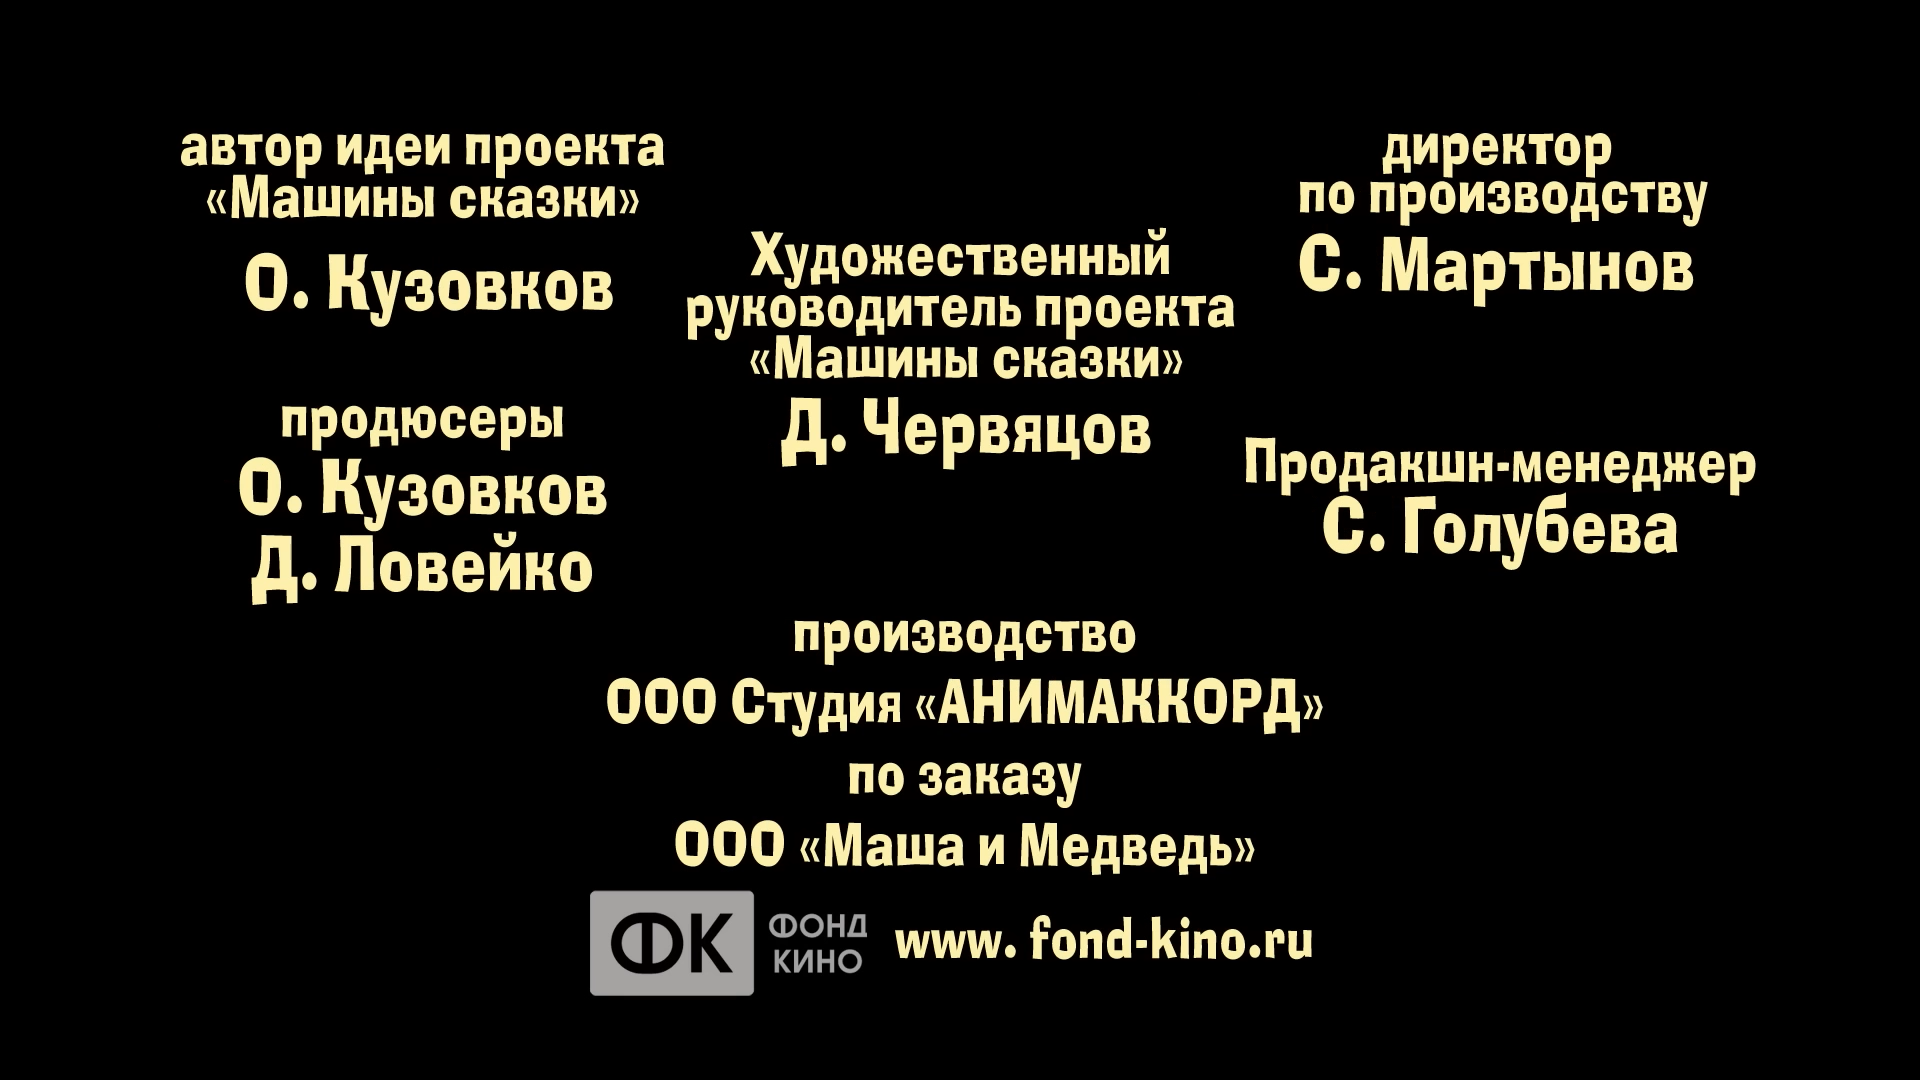 автор идеи проекта
«Машины сказки»
О. Кузовков
продюсеры
О. Кузовков
Д. Ловейко
Художественный
руководитель проекта
«Машины сказки»
Д. Червяцов
директор
по производству
С. Мартынов
Продакшн-менеджер
С. Голубева
производство
ООО Студия «АНИМАККОРД»
по заказу
ООО «Маша и Медведь»
ФК
ФОНД
КИНО
www. fond-kino.ru